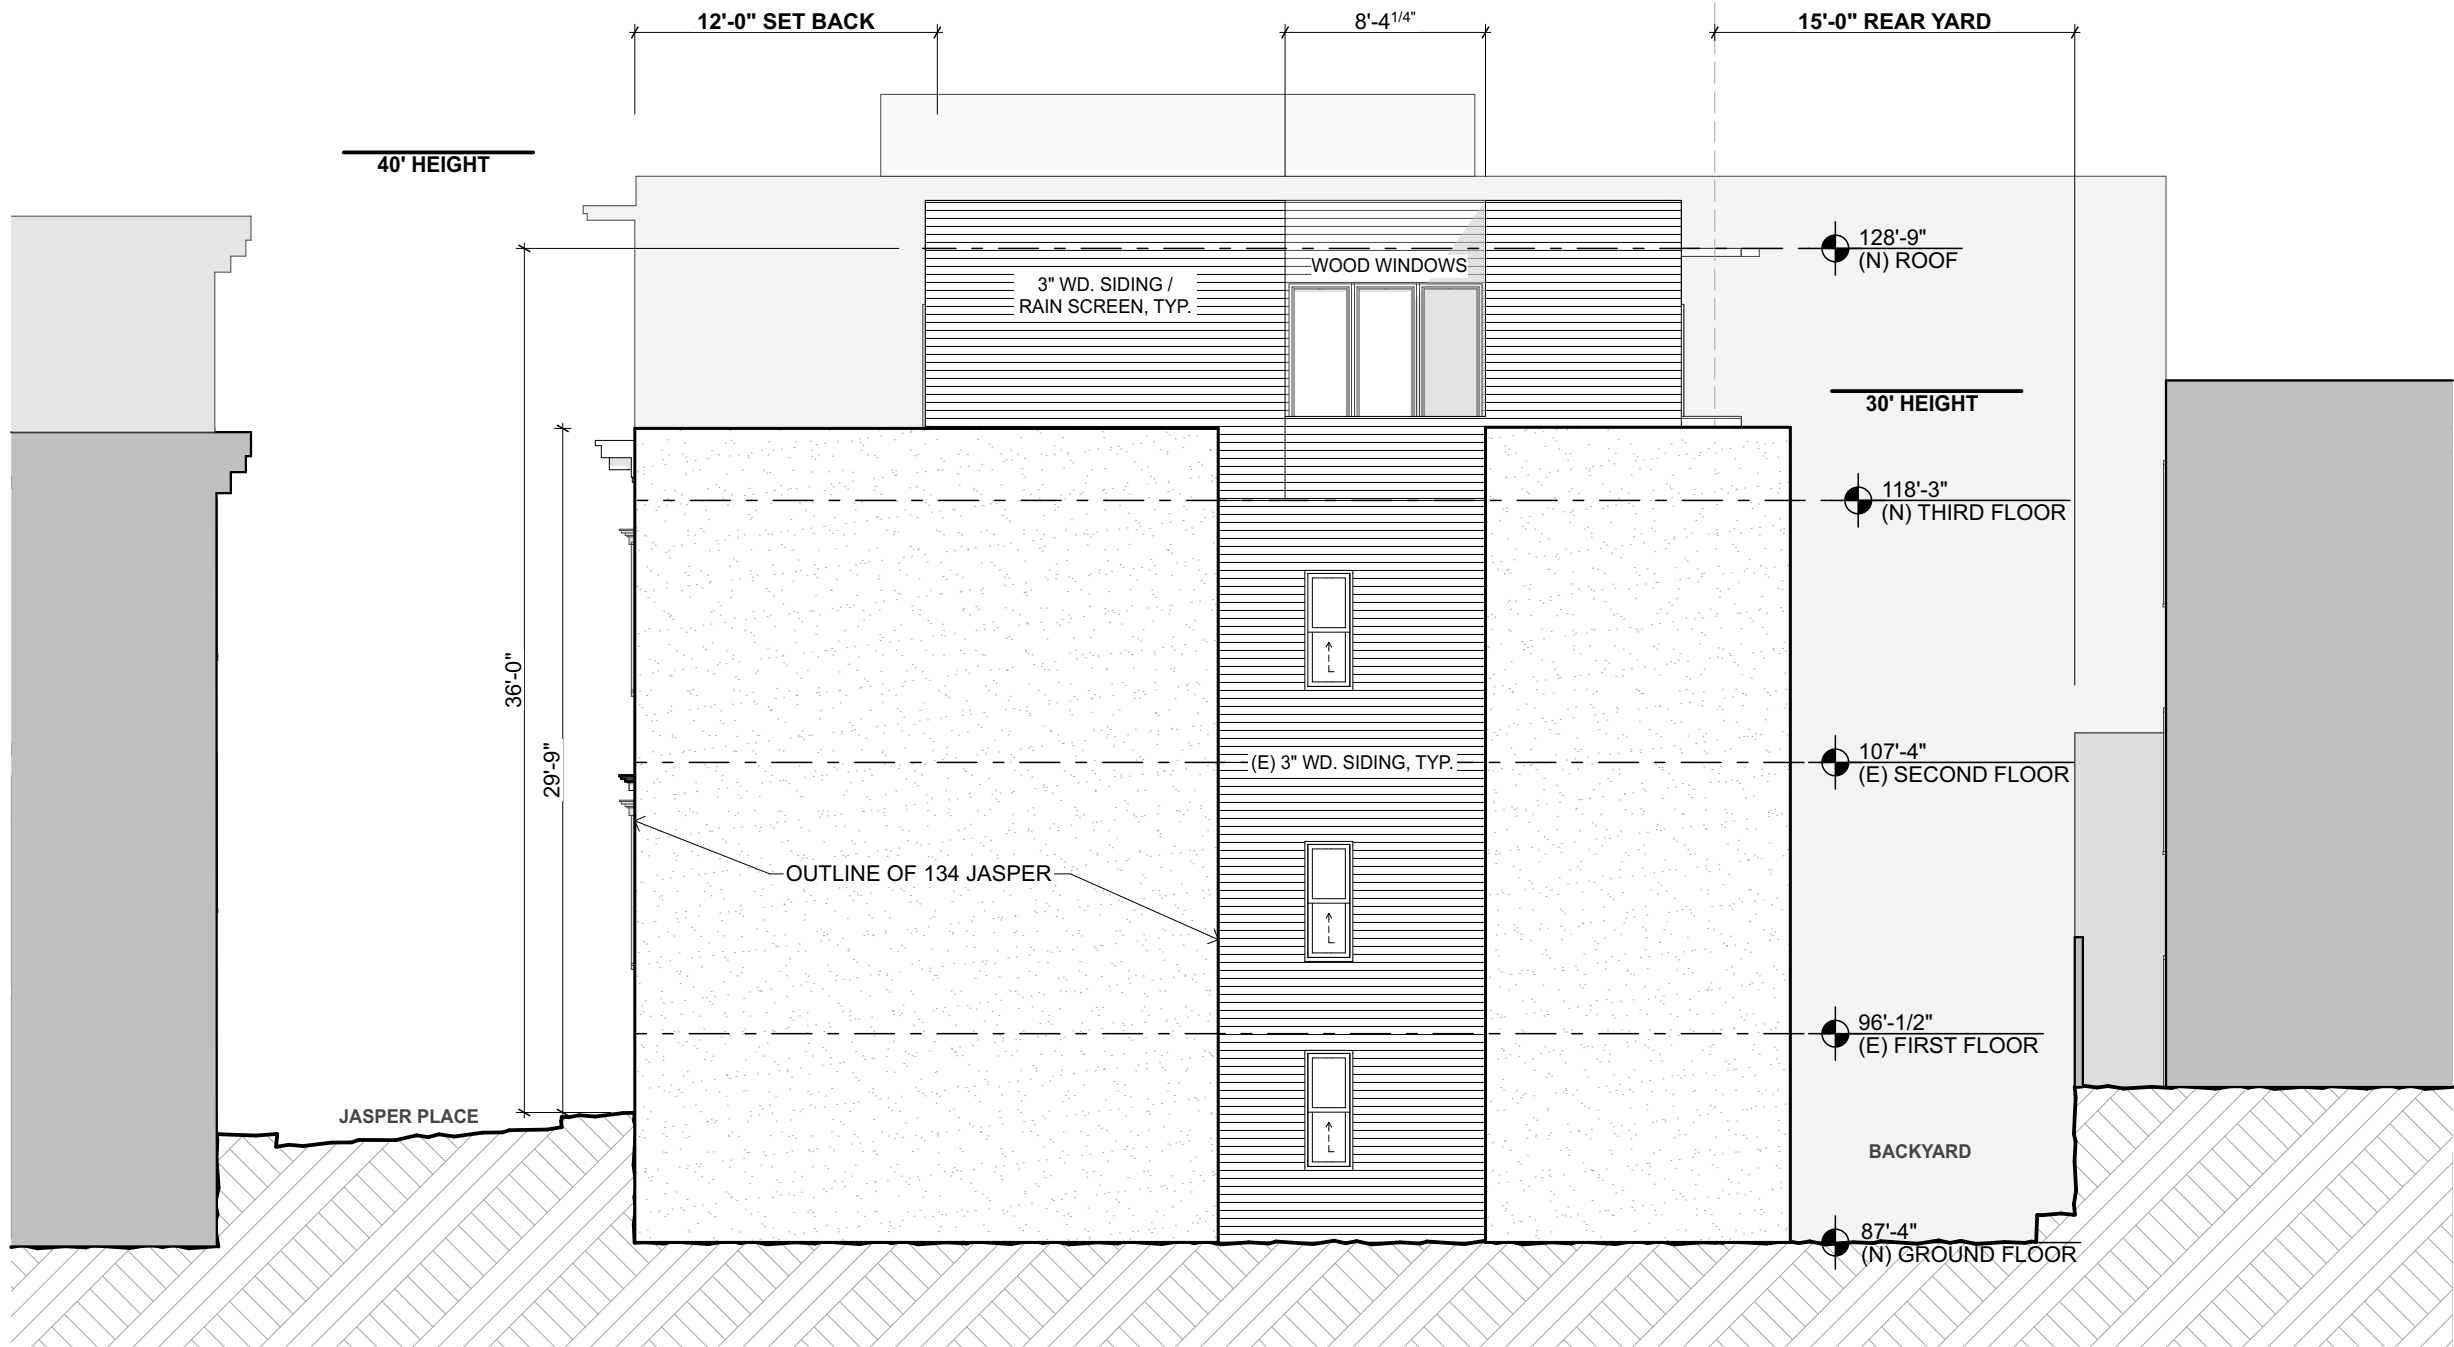 12'-0" SET BACK
8'-4 1/4"
15'-0" REAR YARD
40' HEIGHT
128'-9"
(N) ROOF
WOOD WINDOWS
3" WD. SIDING /
RAIN SCREEN, TYP.
30' HEIGHT
118'-3"
(N) THIRD FLOOR
36'-0"
29'-9"
107'-4"
(E) SECOND FLOOR
(E) 3" WD. SIDING, TYP.
OUTLINE OF 134 JASPER
96'-1/2"
(E) FIRST FLOOR
JASPER PLACE
BACKYARD
87'-4"
(N) GROUND FLOOR